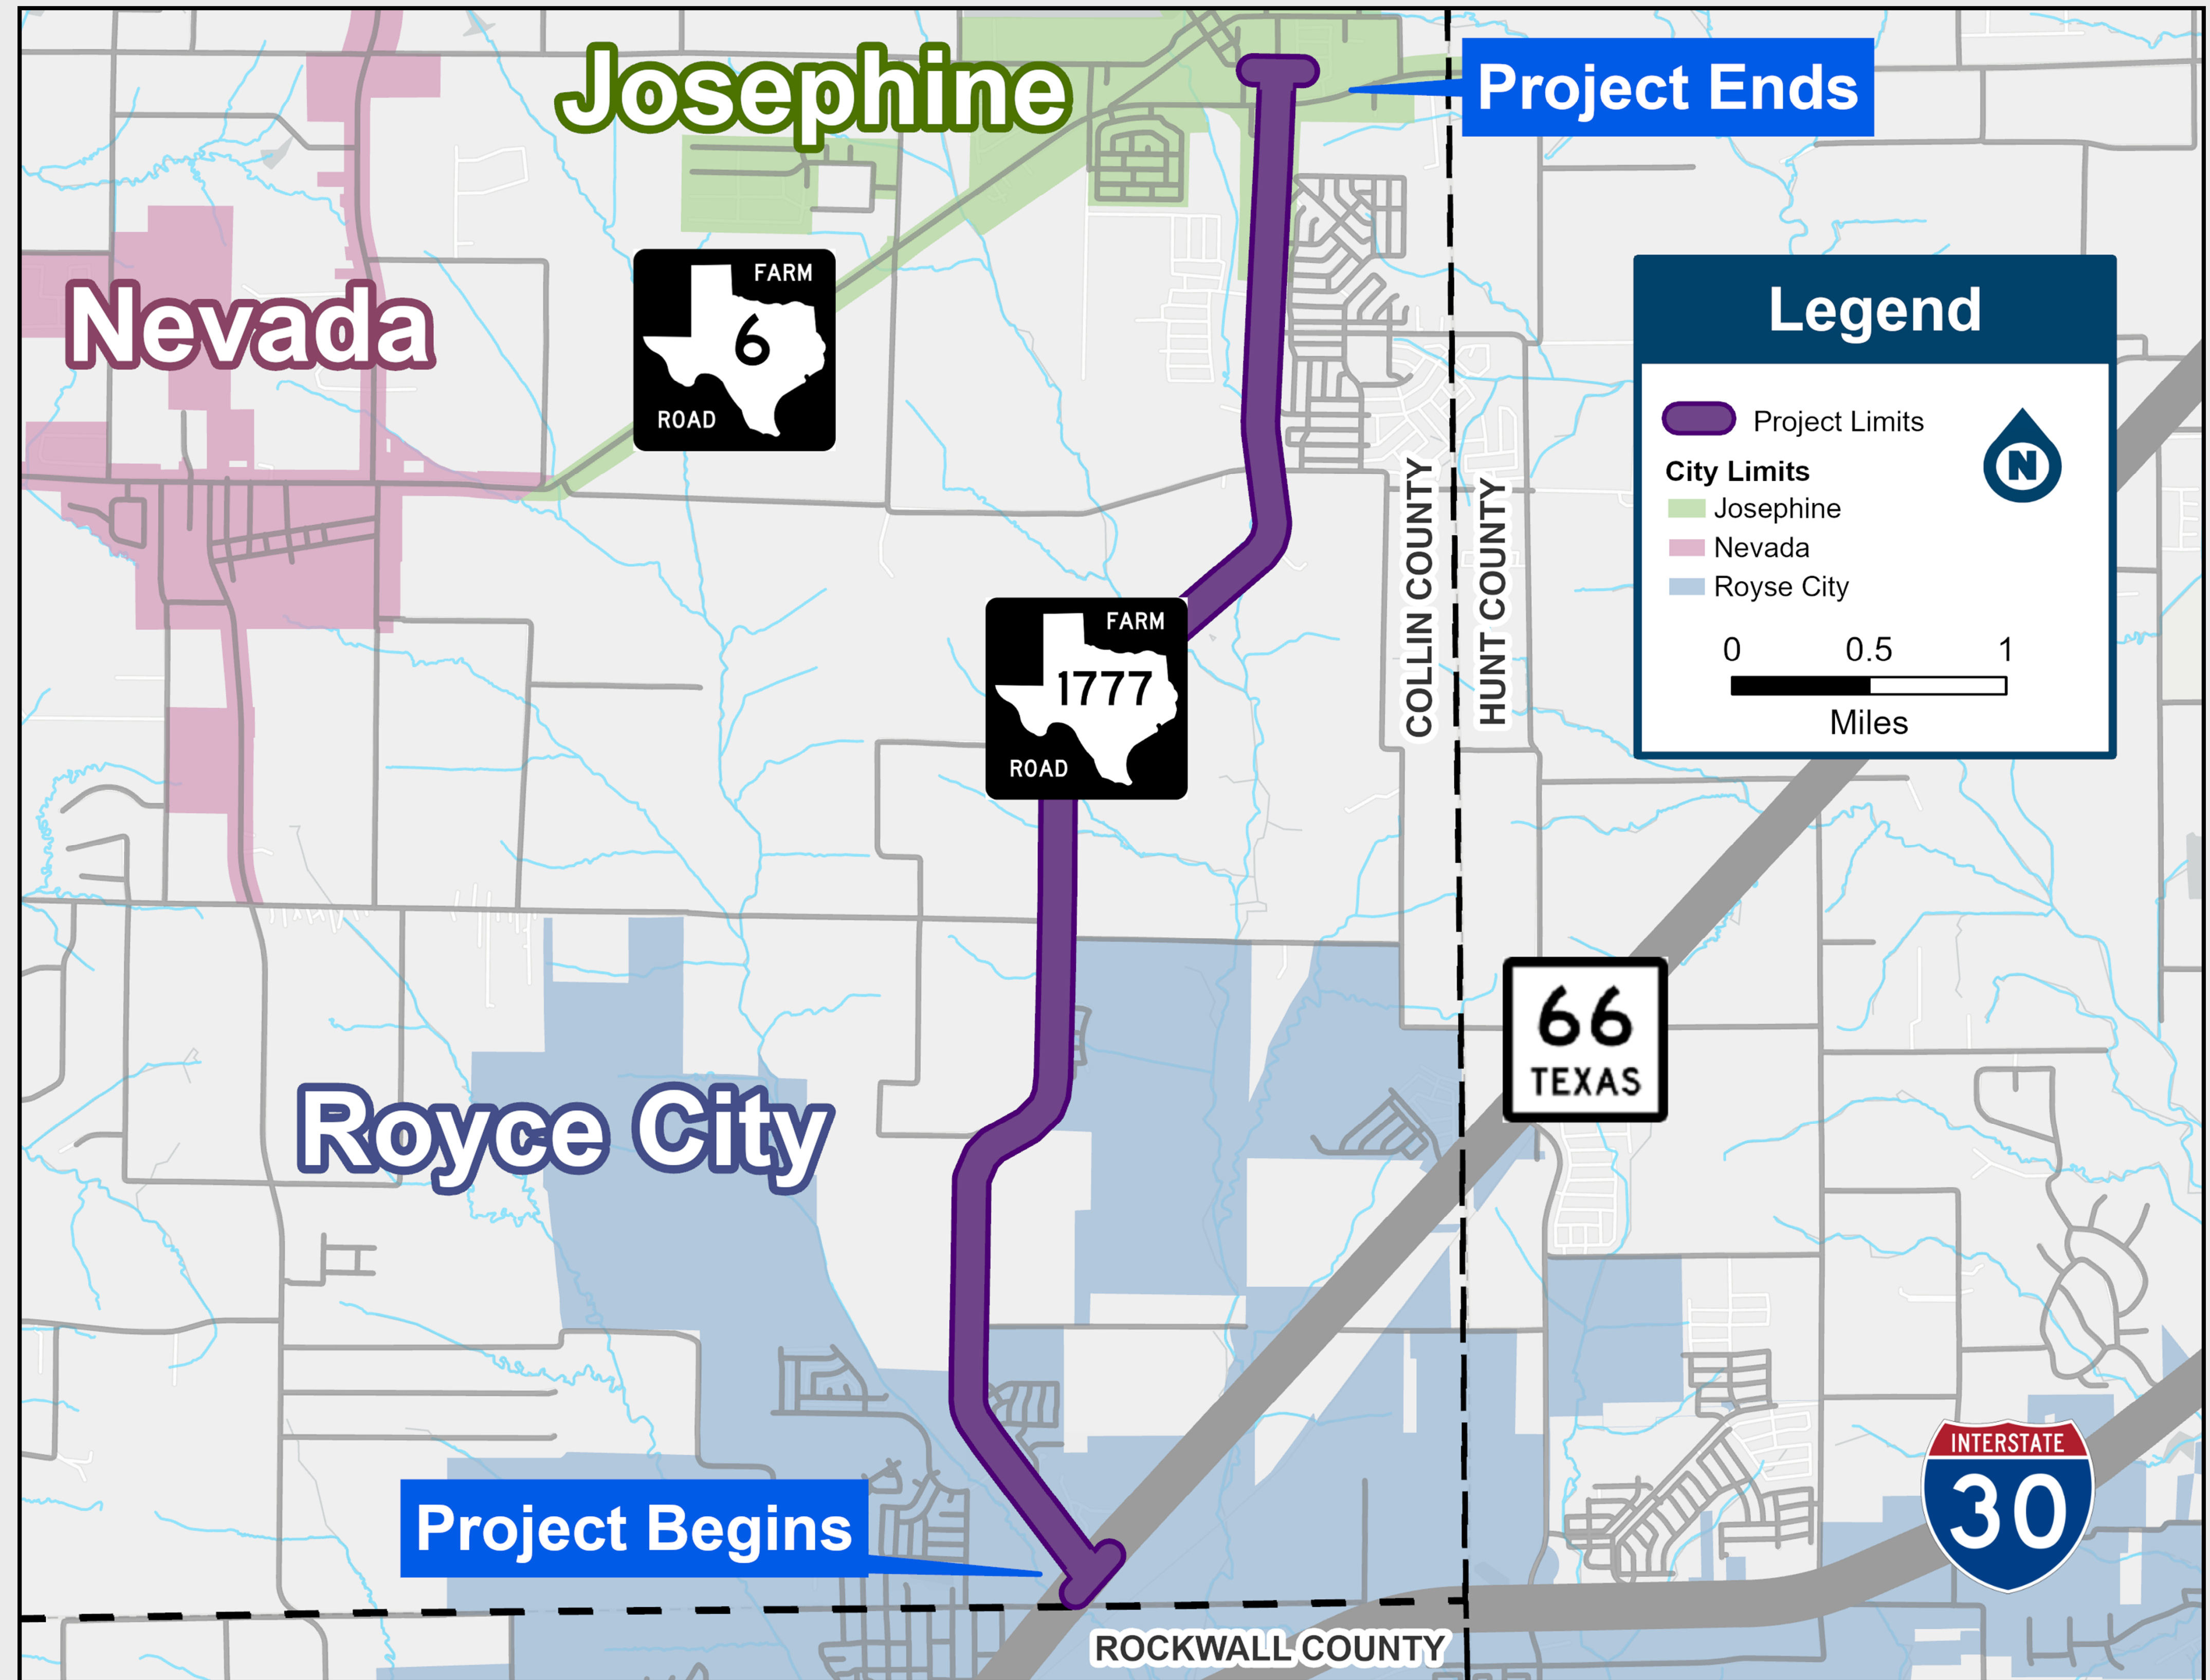 Josephine
Project Ends
Nevada
FARM
6
ROAD
Legend
Project Limits
N
City Limits
Josephine
Nevada
Royse City
0 0.5 1
Miles
COLLIN COUNTY
HUNT COUNTY
FARM
1777
ROAD
66
TEXAS
Royce City
INTERSTATE
30
Project Begins
ROCKWALL COUNTY